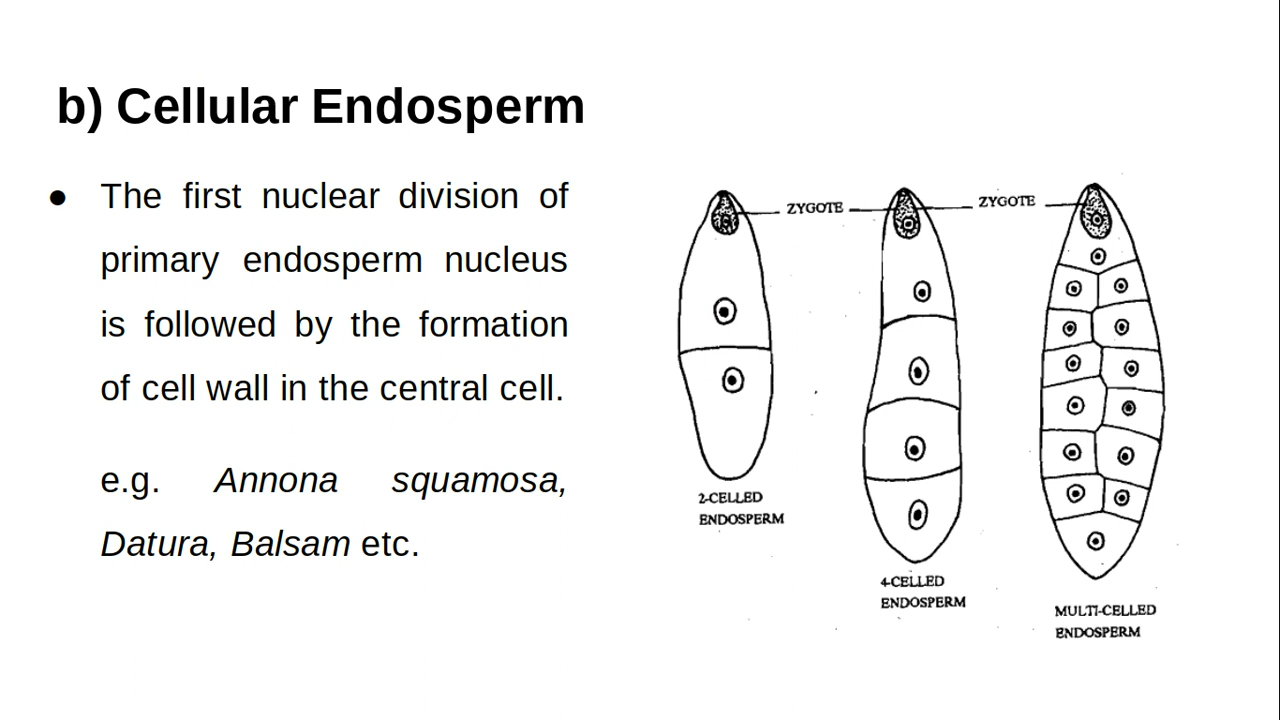 b) Cellular Endosperm
● The first nuclear division of
primary endosperm nucleus
is followed by the formation
of cell wall in the central cell.
e.g. Annona squamosa,
Datura, Balsam etc.
ZYGOTE
ZYGOTE
2-CELLED
ENDOSPERM
4-CELLED
ENDOSPERM
MULTI-CELLED
ENDOSPERM